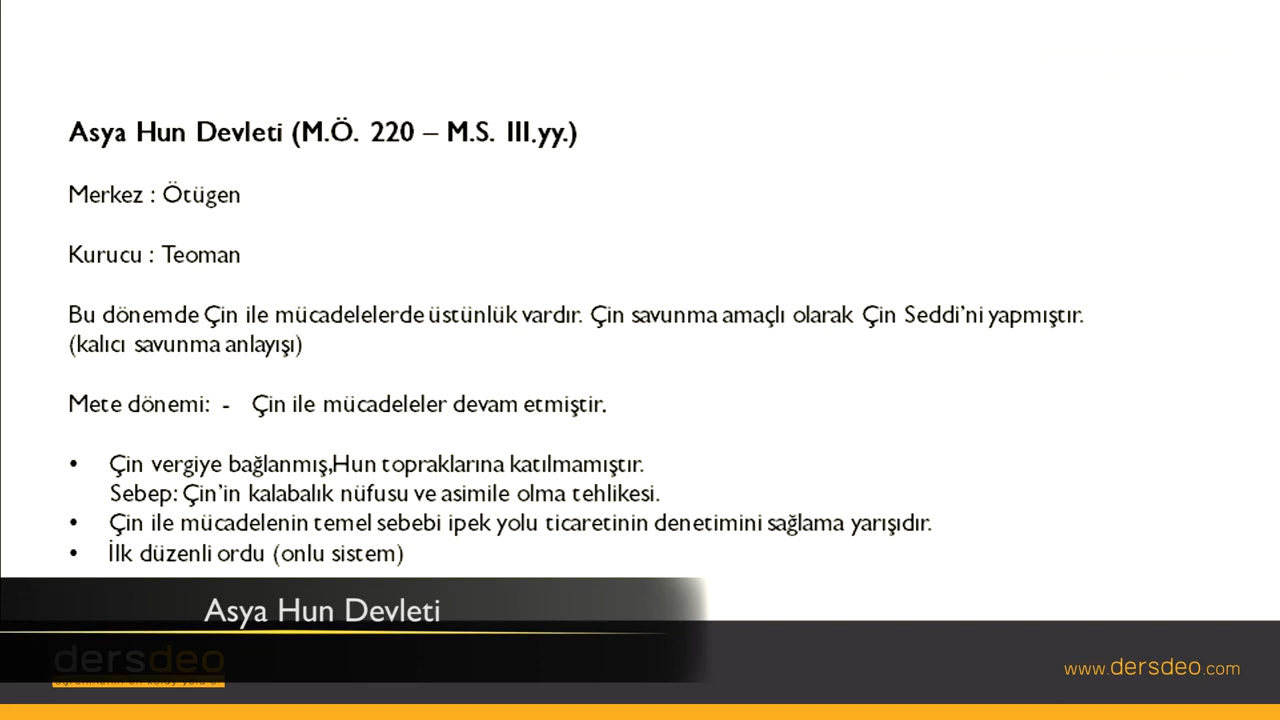 Asya Hun Devleti (M.Ö. 220 – M.S. III.yy.)
Merkez : Ötügen
Kurucu : Teoman
Bu dönemde Çin ile mücadelelerde üstünlük vardır. Çin savunma amaçlı olarak Çin Seddi’ni yapmıştır.
(kalıcı savunma anlayışı)
Mete dönemi: - Çin ile mücadeleler devam etmiştir.
• Çin vergiye bağlanmış,Hun topraklarına katılmamıştır.
Sebep: Çin’in kalabalık nüfusu ve asimile olma tehlikesi.
• Çin ile mücadelenin temel sebebi ipek yolu ticaretinin denetimini sağlama yarışıdır.
• İlk düzenli ordu (onlu sistem)
Asya Hun Devleti
dersdeo
www.dersdeo.com